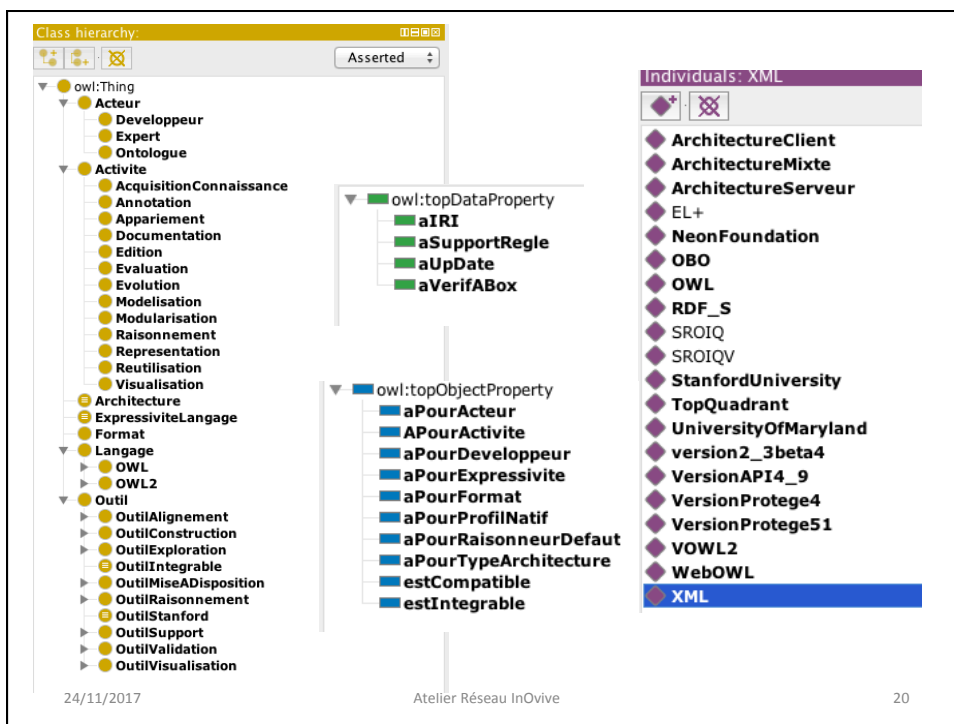 Class hierarchy:
Asserted
owl:Thing
Acteur
Developpeur
Expert
Ontologue
Activite
AcquisitionConnaissance
Annotation
Appariement
Documentation
Edition
Evaluation
Evolution
Modelisation
Modularisation
Raisonnement
Representation
Reutilisation
Visualisation
Architecture
ExpressiviteLangage
Format
Langage
OWL
OWL2
Outil
OutilAlignement
OutilConstruction
OutilExploration
OutilIntegrable
OutilMiseADisposition
OutilRaisonnement
OutilStanford
OutilSupport
OutilValidation
OutilVisualisation
owl:topDataProperty
aIRI
aSupportRegle
aUpDate
aVerifABox
owl:topObjectProperty
aPourActeur
APourActivite
aPourDeveloppeur
aPourExpressivite
aPourFormat
aPourProfilNatif
aPourRaisonneurDefaut
aPourTypeArchitecture
estCompatible
estIntegrable
Individuals: XML
ArchitectureClient
ArchitectureMixte
ArchitectureServeur
EL+
NeonFoundation
OBO
OWL
RDF_S
SROIQ
SROIQV
StanfordUniversity
TopQuadrant
UniversityOfMaryland
version2_3beta4
VersionAPI4_9
VersionProtege4
VersionProtege51
VOWL2
WebOWL
XML
24/11/2017
Atelier Réseau InOvive
20